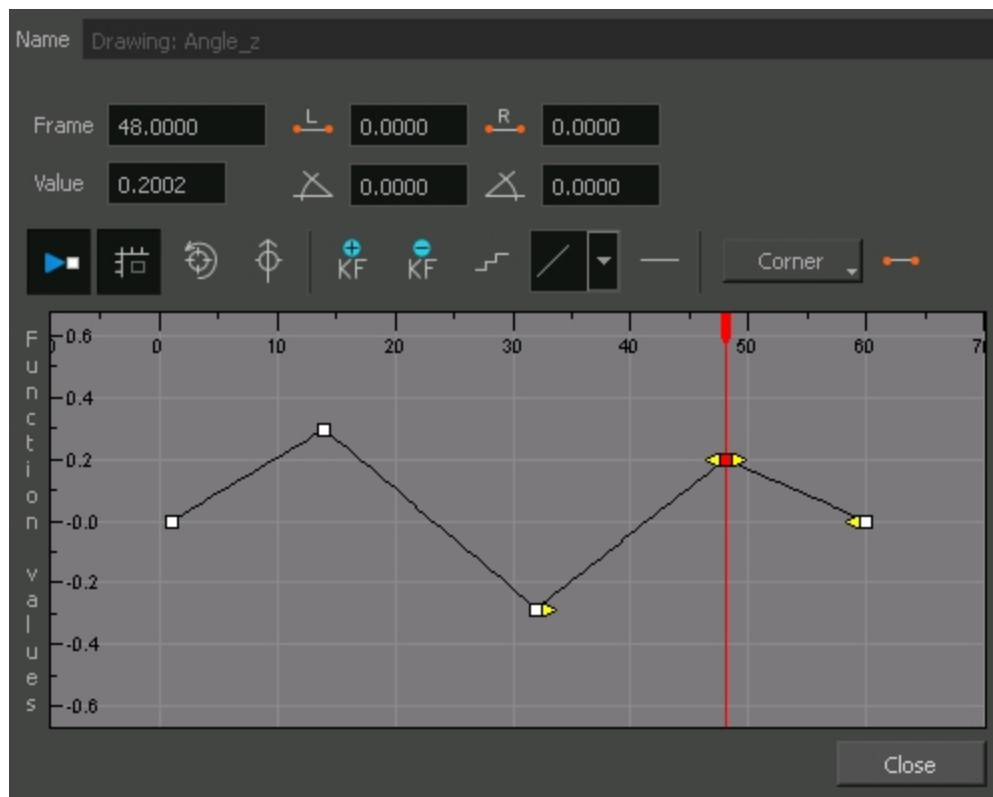 Name Drawing: Angle_z
Frame 48.0000 L 0.0000 R 0.0000
Value 0.2002 0.0000 0.0000
KF KF Corner
Function values
0.6
0 10 20 30 40 50 60 70
0.4
0.2
-0.0
-0.2
-0.4
-0.6
Close